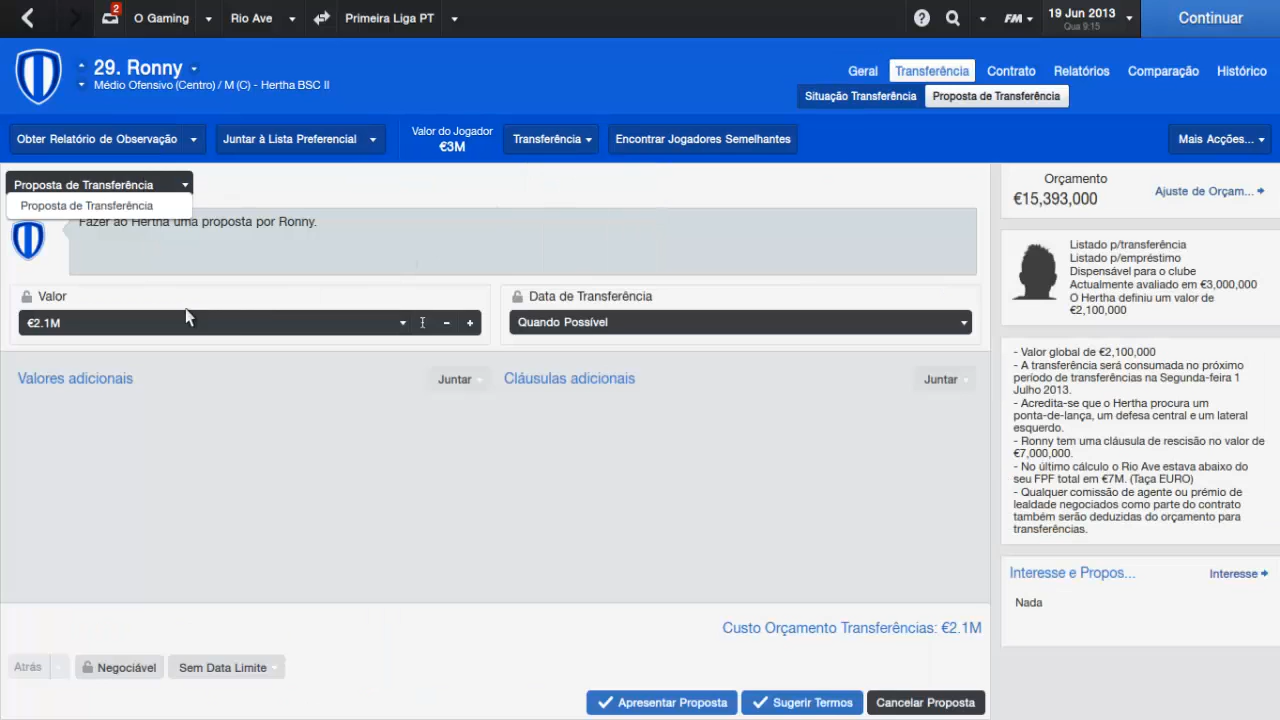 2
O Gaming
Rio Ave
Primeira Liga PT
FM
19 Jun 2013
Qua 9:15
Continuar
29. Ronny
Médio Ofensivo (Centro) / M (C) - Hertha BSC II
Geral
Transferência
Contrato
Relatórios
Comparação
Histórico
Situação Transferência
Proposta de Transferência
Obter Relatório de Observação
Juntar à Lista Preferencial
Valor do Jogador
€3M
Transferência
Encontrar Jogadores Semelhantes
Mais Acções...
Proposta de Transferência
Proposta de Transferência
Fazer ao Hertha uma proposta por Ronny.
Valor
€2.1M
Data de Transferência
Quando Possível
Valores adicionais
Juntar
Cláusulas adicionais
Juntar
Custo Orçamento Transferências: €2.1M
Atrás
Negociável
Sem Data Limite
Apresentar Proposta
Sugerir Termos
Cancelar Proposta
Orçamento
€15,393,000
Ajuste de Orçam...
Listado p/transferência
Listado p/empréstimo
Dispensável para o clube
Actualmente avaliado em €3,000,000
O Hertha definiu um valor de
€2,100,000
- Valor global de €2,100,000
- A transferência será consumada no próximo
período de transferências na Segunda-feira 1
Julho 2013.
- Acredita-se que o Hertha procura um
ponta-de-lança, um defesa central e um lateral
esquerdo.
- Ronny tem uma cláusula de rescisão no valor de
€7,000,000.
- No último cálculo o Rio Ave estava abaixo do
seu FPF total em €7M. (Taça EURO)
- Qualquer comissão de agente ou prémio de
lealdade negociados como parte do contrato
também serão deduzidas do orçamento para
transferências.
Interesse e Propos...
Interesse
Nada